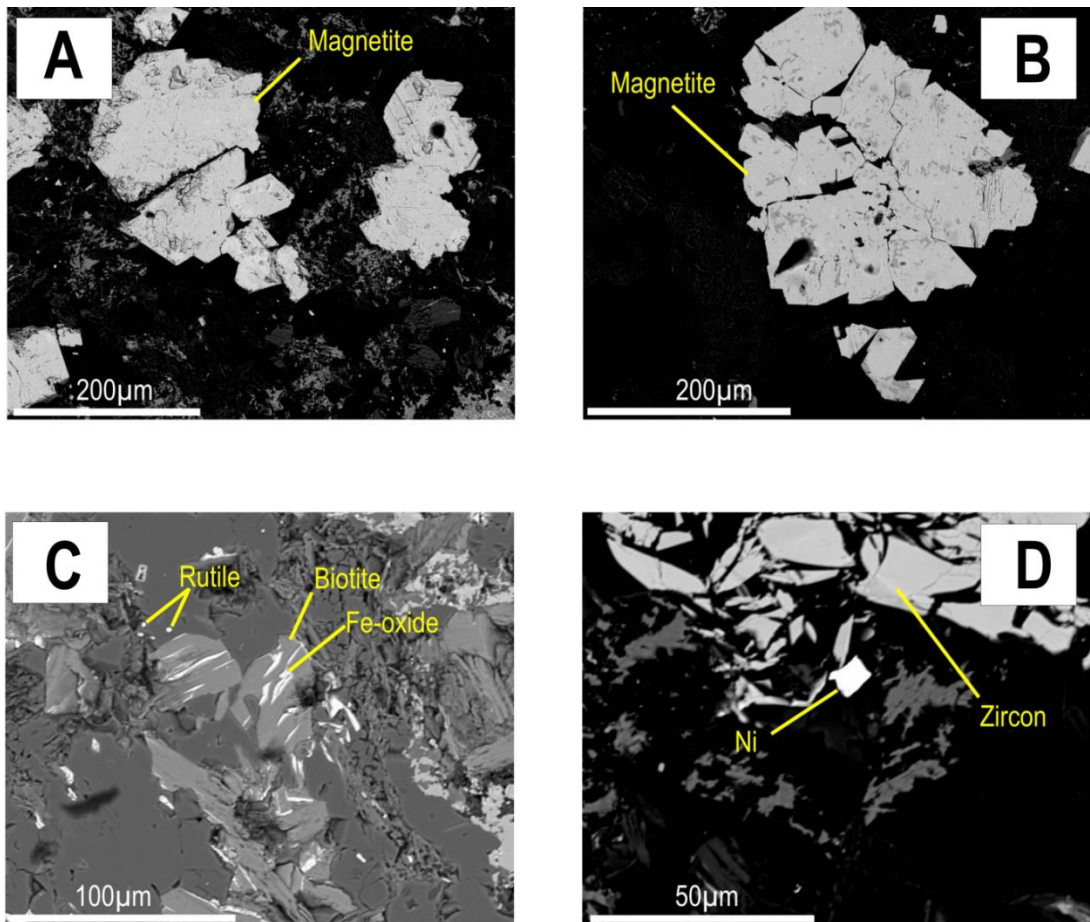 A
Magnetite
200µm
B
Magnetite
200µm
C
Rutile
Biotite
Fe-oxide
100µm
D
Ni
Zircon
50µm